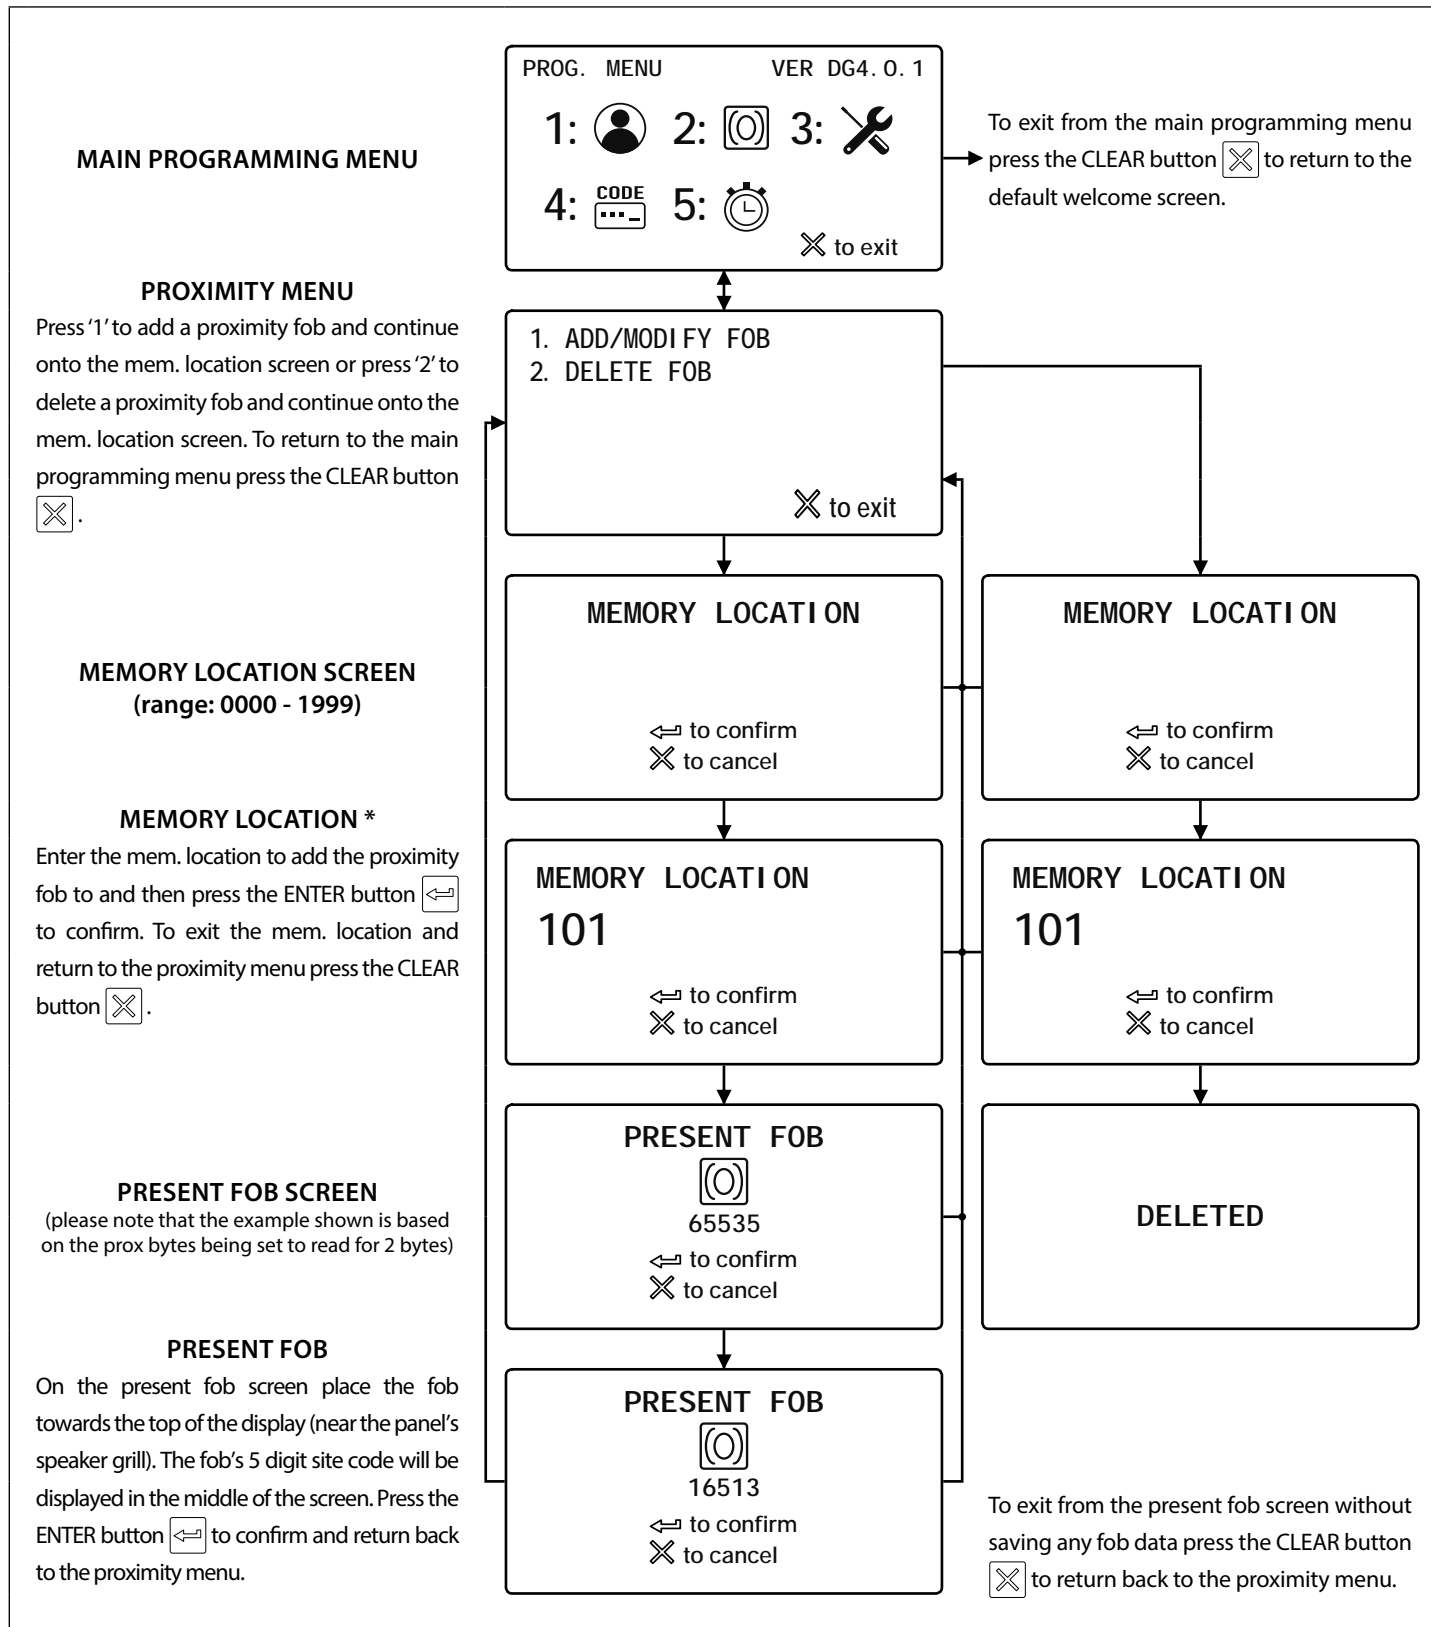 PROG. MENU VER DG4.0.1
1: 2: 3:
4: CODE 5:
to exit
MAIN PROGRAMMING MENU
To exit from the main programming menu
press the CLEAR button to return to the
default welcome screen.
PROXIMITY MENU
Press ‘1’ to add a proximity fob and continue
onto the mem. location screen or press ‘2’ to
delete a proximity fob and continue onto the
mem. location screen. To return to the main
programming menu press the CLEAR button
.
1. ADD/MODIFY FOB
2. DELETE FOB
to exit
MEMORY LOCATION SCREEN
(range: 0000 - 1999)
MEMORY LOCATION
to confirm
to cancel
MEMORY LOCATION
to confirm
to cancel
MEMORY LOCATION *
Enter the mem. location to add the proximity
fob to and then press the ENTER button
to confirm. To exit the mem. location and
return to the proximity menu press the CLEAR
button .
MEMORY LOCATION
101
to confirm
to cancel
MEMORY LOCATION
101
to confirm
to cancel
PRESENT FOB SCREEN
(please note that the example shown is based
on the prox bytes being set to read for 2 bytes)
PRESENT FOB
65535
to confirm
to cancel
DELETED
PRESENT FOB
On the present fob screen place the fob
towards the top of the display (near the panel’s
speaker grill). The fob’s 5 digit site code will be
displayed in the middle of the screen. Press the
ENTER button to confirm and return back
to the proximity menu.
PRESENT FOB
16513
to confirm
to cancel
To exit from the present fob screen without
saving any fob data press the CLEAR button
to return back to the proximity menu.